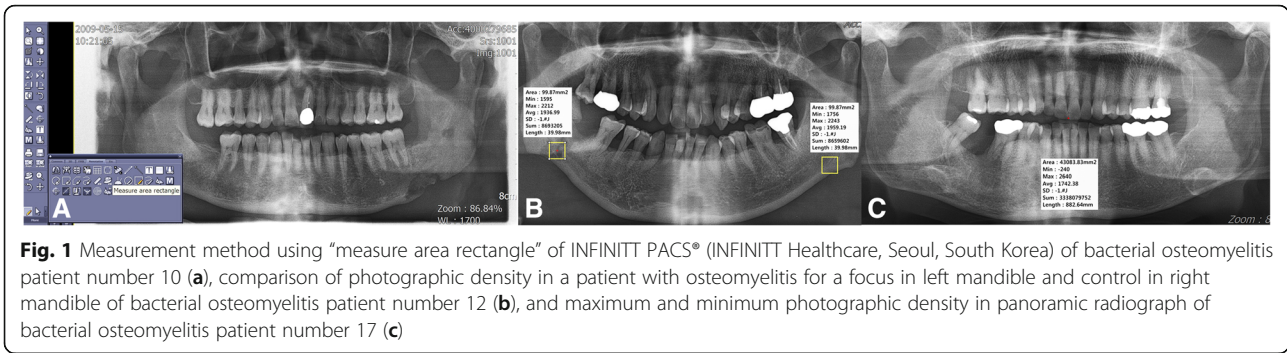 2009-05-15
10:21:35
Srs:1001
Img:1001
Measure area rectangle
8cm
Zoom : 86.84%
WL: 1700
A
Area : 99.87mm2
Min : 1595
Max : 2212
Avg : 1936.99
SD : -1.#J
Sum : 8693205
Length : 39.98mm
Area : 99.87mm2
Min : 1756
Max : 2243
Avg : 1959.19
SD : -1.#J
Sum : 8659602
Length : 39.98mm
B
Area : 43083.83mm2
Min : -240
Max : 2640
Avg : 1742.38
SD : -1.#J
Sum : 3338079752
Length : 882.64mm
C
Zoom : 8
Fig. 1 Measurement method using “measure area rectangle” of INFINITT PACS® (INFINITT Healthcare, Seoul, South Korea) of bacterial osteomyelitis
patient number 10 (a), comparison of photographic density in a patient with osteomyelitis for a focus in left mandible and control in right
mandible of bacterial osteomyelitis patient number 12 (b), and maximum and minimum photographic density in panoramic radiograph of
bacterial osteomyelitis patient number 17 (c)